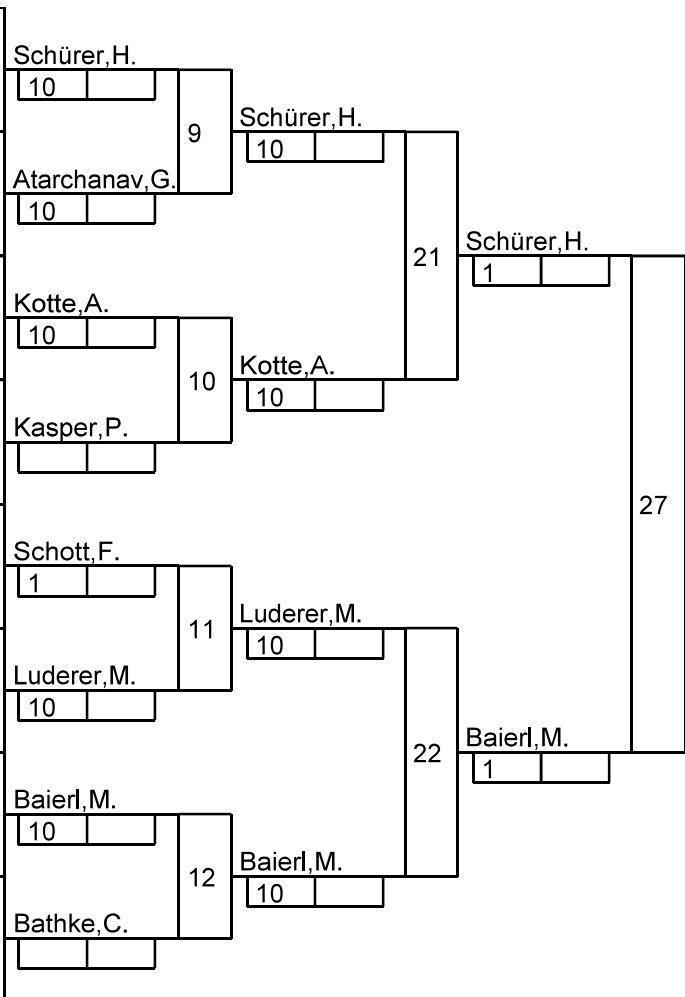 Schürer,H.
10
9
Atarchanav,G.
10
Kotte,A.
10
10
Kasper,P.
Schott,F.
1
11
Luderer,M.
10
Baierl,M.
10
12
Bathke,C.
Schürer,H.
10
21
Kotte,A.
10
Luderer,M.
10
22
Baierl,M.
10
Schürer,H.
1
27
Baierl,M.
1